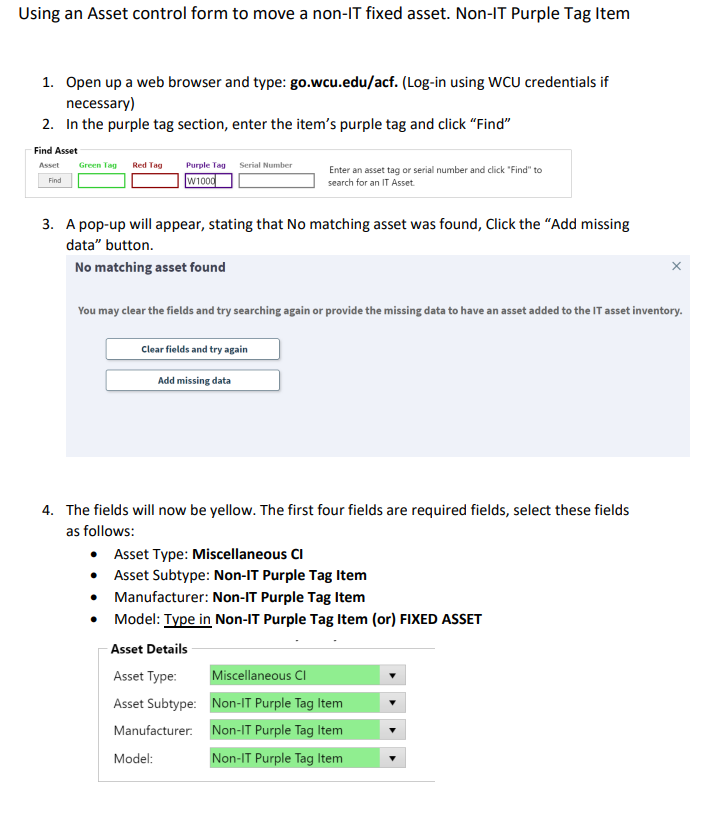 Using an Asset control form to move a non-IT fixed asset. Non-IT Purple Tag Item
1. Open up a web browser and type: go.wcu.edu/acf. (Log-in using WCU credentials if
necessary)
2. In the purple tag section, enter the item's purple tag and click “Find”
Find Asset
Asset Green Tag Red Tag Purple Tag Serial Number
Find W1000
Enter an asset tag or serial number and click "Find" to
search for an IT Asset.
3. A pop-up will appear, stating that No matching asset was found, Click the “Add missing
data” button.
No matching asset found
You may clear the fields and try searching again or provide the missing data to have an asset added to the IT asset inventory.
Clear fields and try again
Add missing data
4. The fields will now be yellow. The first four fields are required fields, select these fields
as follows:
• Asset Type: Miscellaneous CI
• Asset Subtype: Non-IT Purple Tag Item
• Manufacturer: Non-IT Purple Tag Item
• Model: Type in Non-IT Purple Tag Item (or) FIXED ASSET
Asset Details
Asset Type: Miscellaneous CI
Asset Subtype: Non-IT Purple Tag Item
Manufacturer: Non-IT Purple Tag Item
Model: Non-IT Purple Tag Item